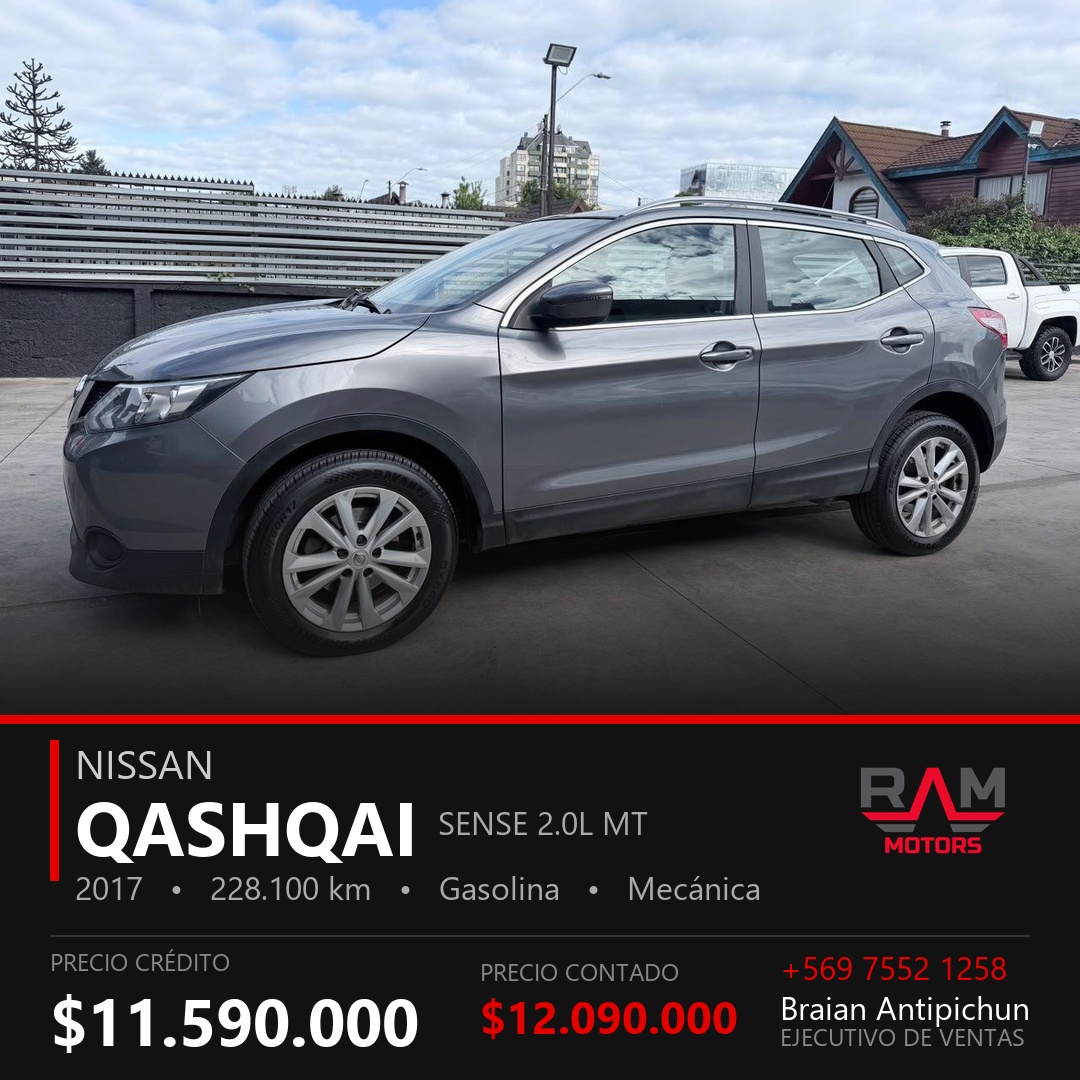 NISSAN
QASHQAI SENSE 2.0L MT
2017 • 228.100 km • Gasolina • Mecánica
RAM
MOTORS
PRECIO CRÉDITO
$11.590.000
PRECIO CONTADO
$12.090.000
+569 7552 1258
Braian Antipichun
EJECUTIVO DE VENTAS